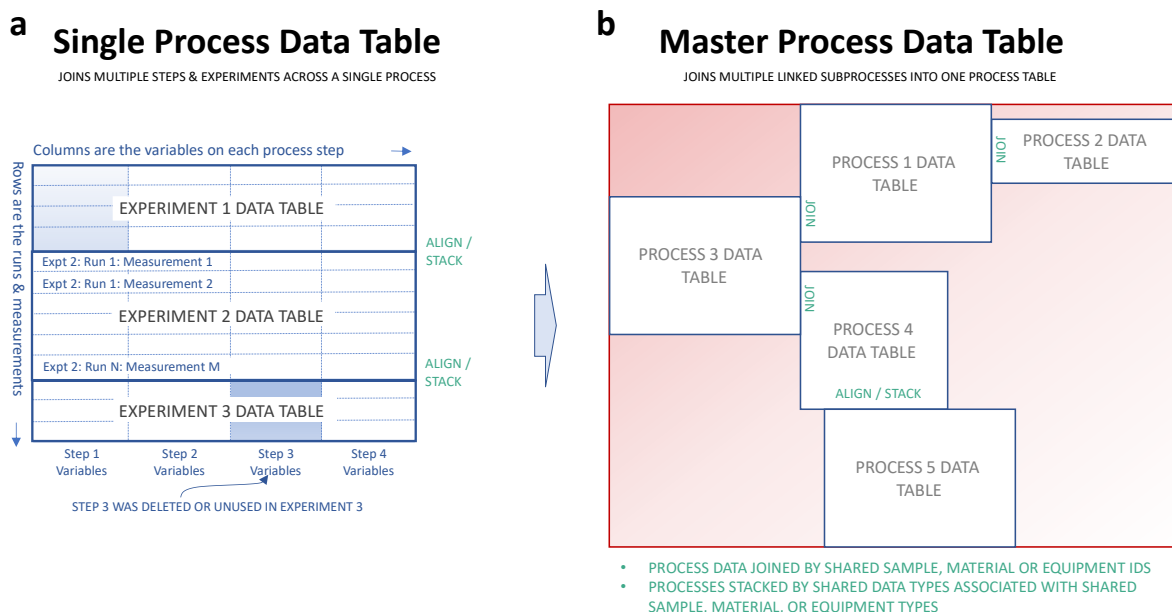 a
Single Process Data Table
JOINS MULTIPLE STEPS & EXPERIMENTS ACROSS A SINGLE PROCESS
Columns are the variables on each process step
Rows are the runs & measurements
EXPERIMENT 1 DATA TABLE
ALIGN /
STACK
Expt 2: Run 1: Measurement 1
Expt 2: Run 1: Measurement 2
EXPERIMENT 2 DATA TABLE
Expt 2: Run N: Measurement M
ALIGN /
STACK
EXPERIMENT 3 DATA TABLE
Step 1
Variables
Step 2
Variables
Step 3
Variables
Step 4
Variables
STEP 3 WAS DELETED OR UNUSED IN EXPERIMENT 3
b
Master Process Data Table
JOINS MULTIPLE LINKED SUBPROCESSES INTO ONE PROCESS TABLE
PROCESS 1 DATA
TABLE
JOIN
PROCESS 2 DATA
TABLE
JOIN
PROCESS 3 DATA
TABLE
JOIN
PROCESS 4
DATA TABLE
ALIGN / STACK
PROCESS 5 DATA
TABLE
• PROCESS DATA JOINED BY SHARED SAMPLE, MATERIAL OR EQUIPMENT IDS
• PROCESSES STACKED BY SHARED DATA TYPES ASSOCIATED WITH SHARED
SAMPLE, MATERIAL, OR EQUIPMENT TYPES